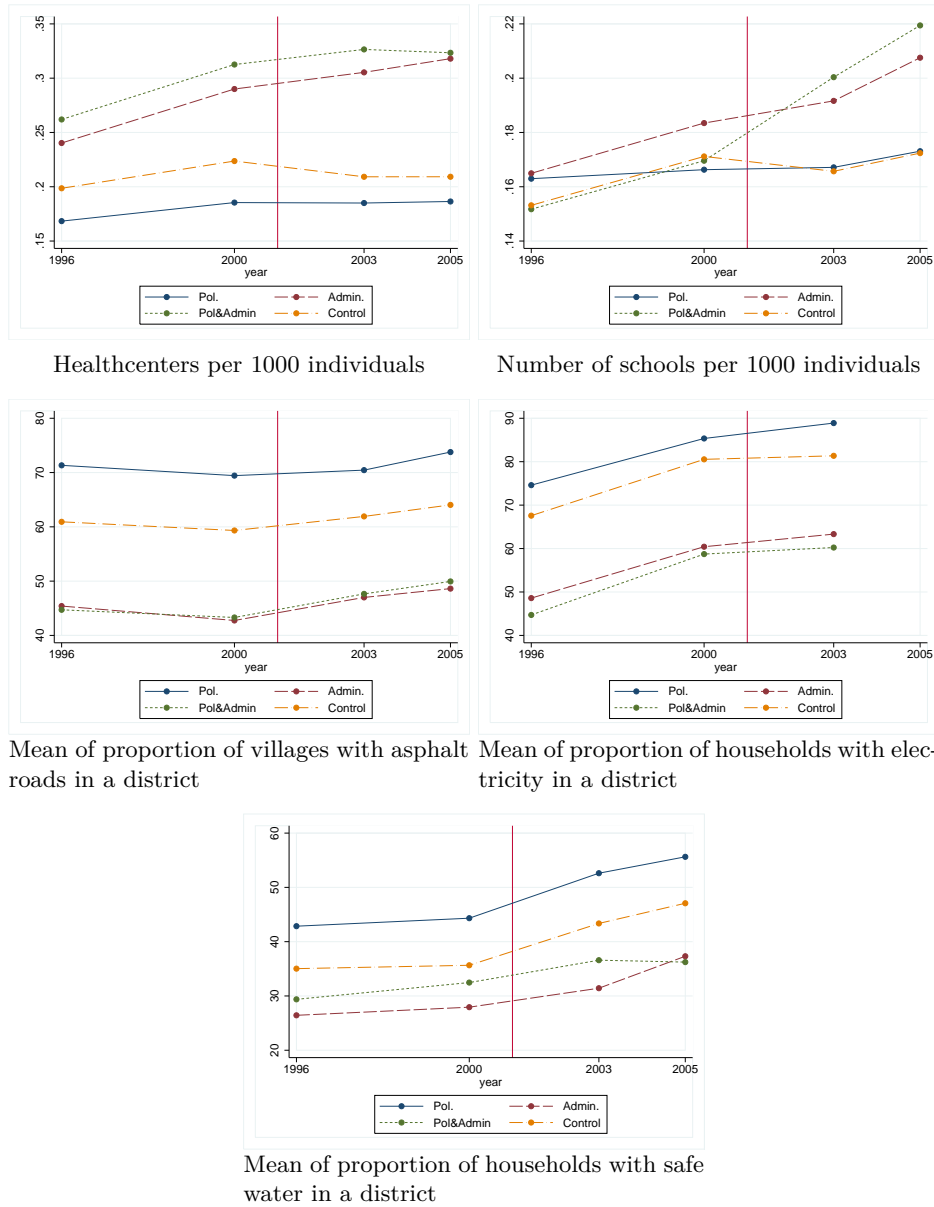 .35
.3
.25
.2
.15
1996 2000 2003 2005
year
Pol. Admin.
Pol&Admin Control
Healthcenters per 1000 individuals
.22
.2
.18
.16
.14
1996 2000 2003 2005
year
Pol. Admin.
Pol&Admin Control
Number of schools per 1000 individuals
80
70
60
50
40
1996 2000 2003 2005
year
Pol. Admin.
Pol&Admin Control
Mean of proportion of villages with asphalt
roads in a district
90
80
70
60
50
40
1996 2000 2003 2005
year
Pol. Admin.
Pol&Admin Control
Mean of proportion of households with elec-
tricity in a district
60
50
40
30
20
1996 2000 2003 2005
year
Pol. Admin.
Pol&Admin Control
Mean of proportion of households with safe
water in a district